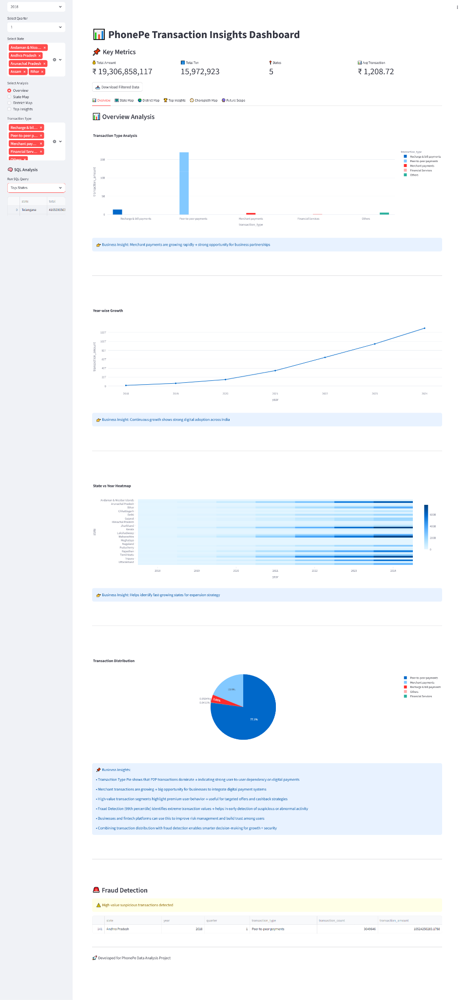 2018
Select Quarter
1
Select State
Andaman & Nico...
Andhra Pradesh
Arunachal Pradesh
Assam
Bihar
Select Analysis
Overview
State Map
District Map
Top Insights
Transaction Type
Recharge & bil...
Peer-to-peer p...
Merchant pay...
Financial Serv...
Others
SQL Analysis
Run SQL Query
Top States
state total
0 Telangana 4165595563
PhonePe Transaction Insights Dashboard
Key Metrics
Total Amount
₹ 19,306,858,117
Total Txn
15,972,923
States
5
Avg Transaction
₹ 1,208.72
Download Filtered Data
Overview State Map District Map Top Insights Choropleth Map Future Scope
Overview Analysis
Transaction Type Analysis
transaction_amount
15B
10B
5B
0
Recharge & bill payments Peer-to-peer payments Merchant payments Financial Services Others
transaction_type
transaction_type
Recharge & bill payments
Peer-to-peer payments
Merchant payments
Financial Services
Others
Business Insight: Merchant payments are growing rapidly → strong opportunity for business partnerships
Year-wise Growth
transaction_amount
120T
100T
80T
60T
40T
20T
0
2018 2019 2020 2021 2022 2023 2024
year
Business Insight: Continuous growth shows strong digital adoption across India
State vs Year Heatmap
state
Andaman & Nicobar Islands
Arunachal Pradesh
Bihar
Chhattisgarh
Delhi
Gujarat
Himachal Pradesh
Jharkhand
Kerala
Lakshadweep
Maharashtra
Meghalaya
Nagaland
Puducherry
Rajasthan
Tamil Nadu
Tripura
Uttarakhand
2018 2019 2020 2021 2022 2023 2024
year
600B
400B
200B
0
Business Insight: Helps identify fast-growing states for expansion strategy
Transaction Distribution
77.1%
18.9%
3.88%
0.0584%
0.0411%
Peer-to-peer payments
Merchant payments
Recharge & bill payments
Others
Financial Services
Business Insights:
• Transaction Type Pie shows that P2P transactions dominate → indicating strong user-to-user dependency on digital payments
• Merchant transactions are growing → big opportunity for businesses to integrate digital payment systems
• High-value transaction segments highlight premium user behavior → useful for targeted offers and cashback strategies
• Fraud Detection (99th percentile) identifies extreme transaction values → helps in early detection of suspicious or abnormal activity
• Businesses and fintech platforms can use this to improve risk management and build trust among users
• Combining transaction distribution with fraud detection enables smarter decision-making for growth + security
Fraud Detection
High-value suspicious transactions detected
state year quarter transaction_type transaction_count transaction_amount
141 Andhra Pradesh 2018 1 Peer-to-peer payments 3049646 10524250283.1788
Developed for PhonePe Data Analysis Project